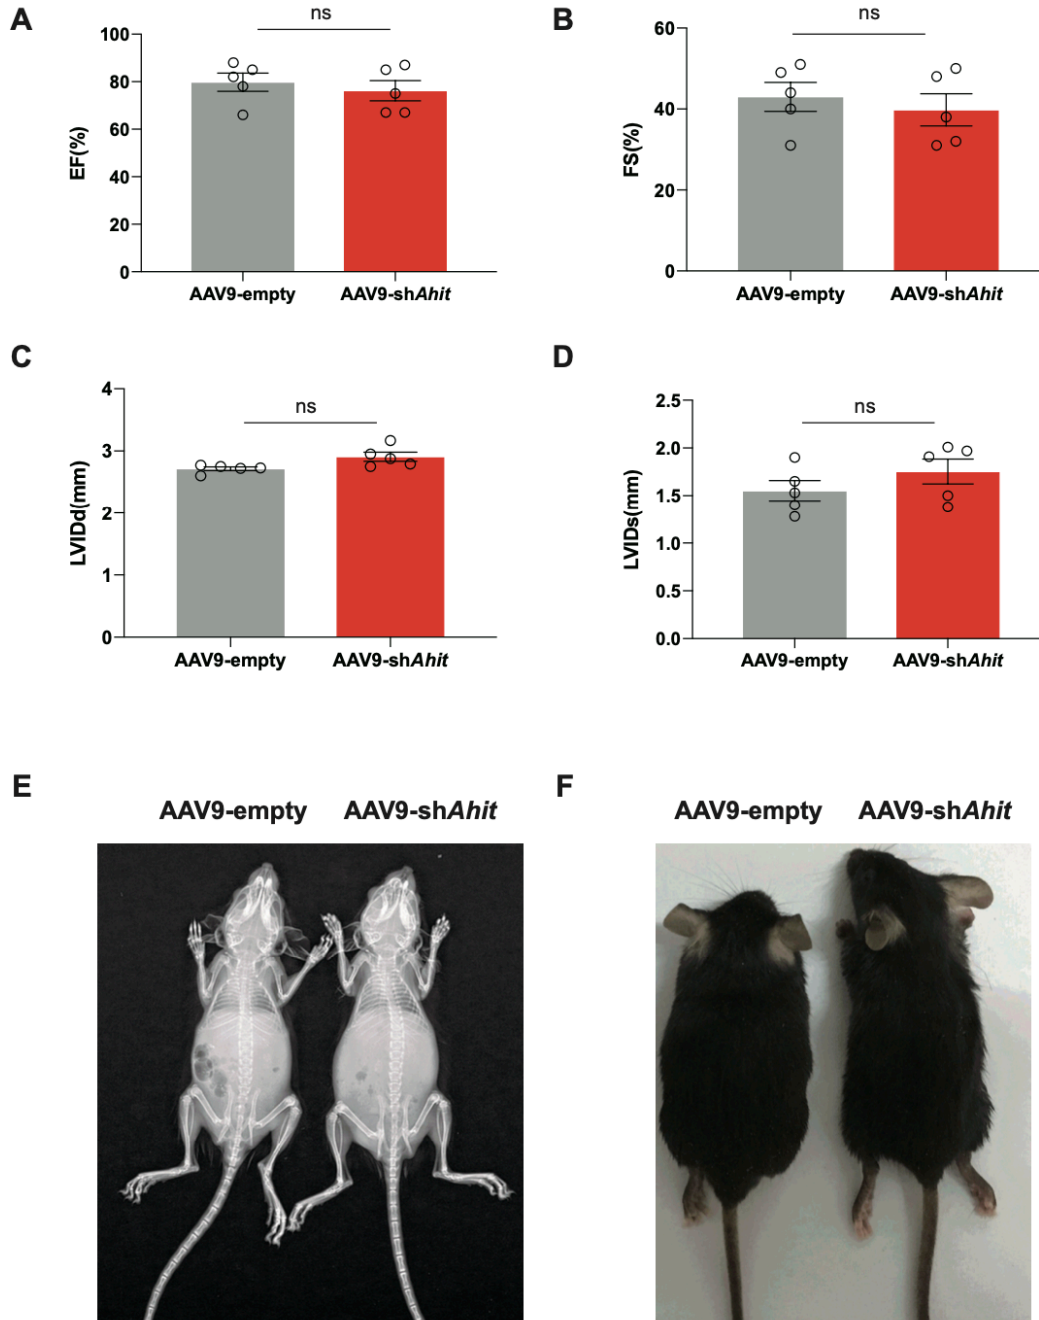 A
ns
EF(%)
100
80
60
40
20
0
AAV9-empty AAV9-shAhit
B
ns
FS(%)
60
40
20
0
AAV9-empty AAV9-shAhit
C
ns
LVIDd(mm)
4
3
2
1
0
AAV9-empty AAV9-shAhit
D
ns
LVIDs(mm)
2.5
2.0
1.5
1.0
0.5
0.0
AAV9-empty AAV9-shAhit
E
AAV9-empty AAV9-shAhit
F
AAV9-empty AAV9-shAhit